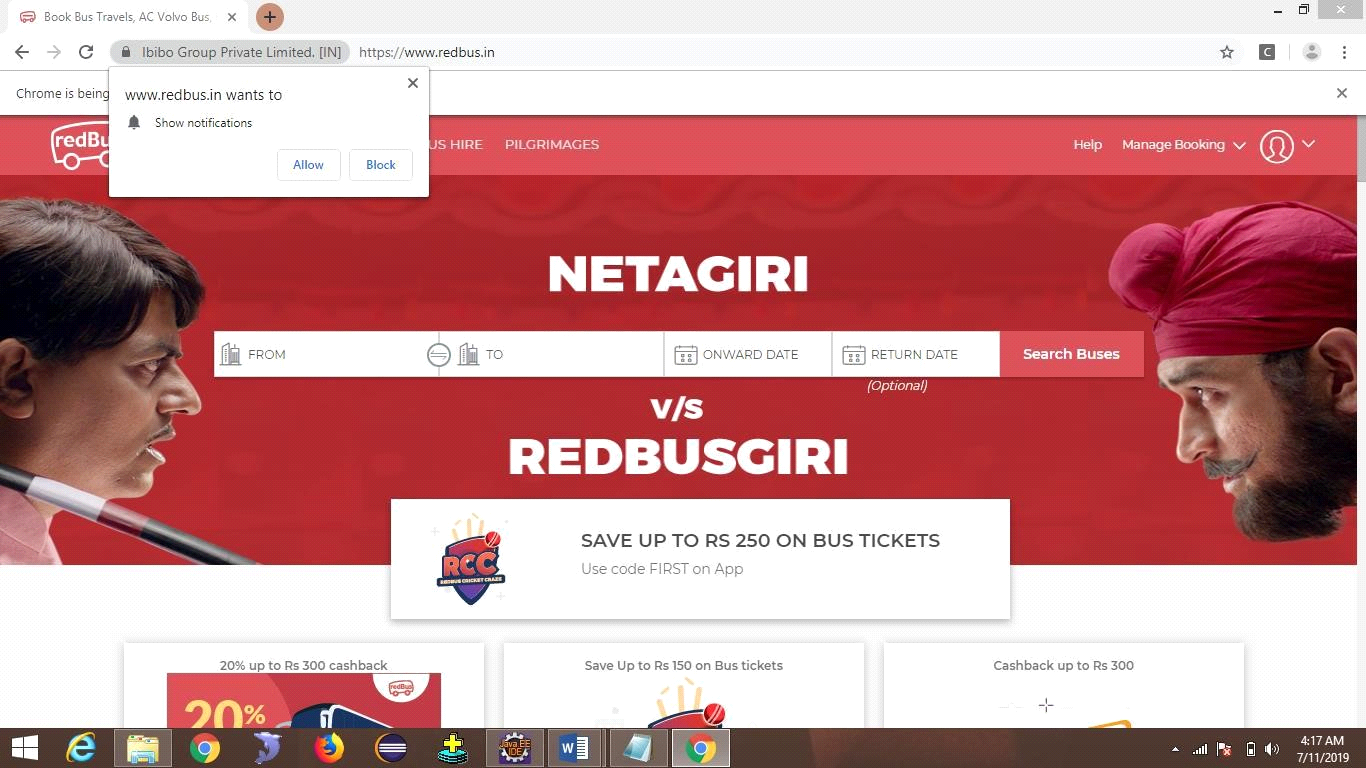 Book Bus Travels, AC Volvo Bus,
Ibibo Group Private Limited. [IN]
https://www.redbus.in
C
Chrome is being
www.redbus.in wants to
Show notifications
Allow
Block
redBu
US HIRE
PILGRIMAGES
Help
Manage Booking
NETAGIRI
FROM
TO
ONWARD DATE
RETURN DATE
Search Buses
(Optional)
V/S
REDBUSGIRI
RCC
REDBUS CRICKET CRAZE
SAVE UP TO RS 250 ON BUS TICKETS
Use code FIRST on App
20% up to Rs 300 cashback
Save Up to Rs 150 on Bus tickets
Cashback up to Rs 300
redBus
20%
Java EE
IDE
W
4:17 AM
7/11/2019